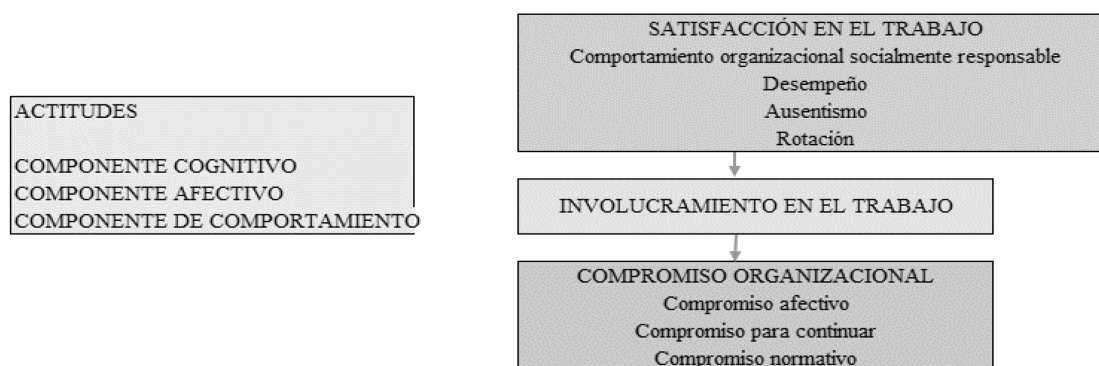 ACTITUDES
COMPONENTE COGNITIVO
COMPONENTE AFECTIVO
COMPONENTE DE COMPORTAMIENTO
SATISFACCIÓN EN EL TRABAJO
Comportamiento organizacional socialmente responsable
Desempeño
Ausentismo
Rotación
INVOLUCRAMIENTO EN EL TRABAJO
COMPROMISO ORGANIZACIONAL
Compromiso afectivo
Compromiso para continuar
Compromiso normativo